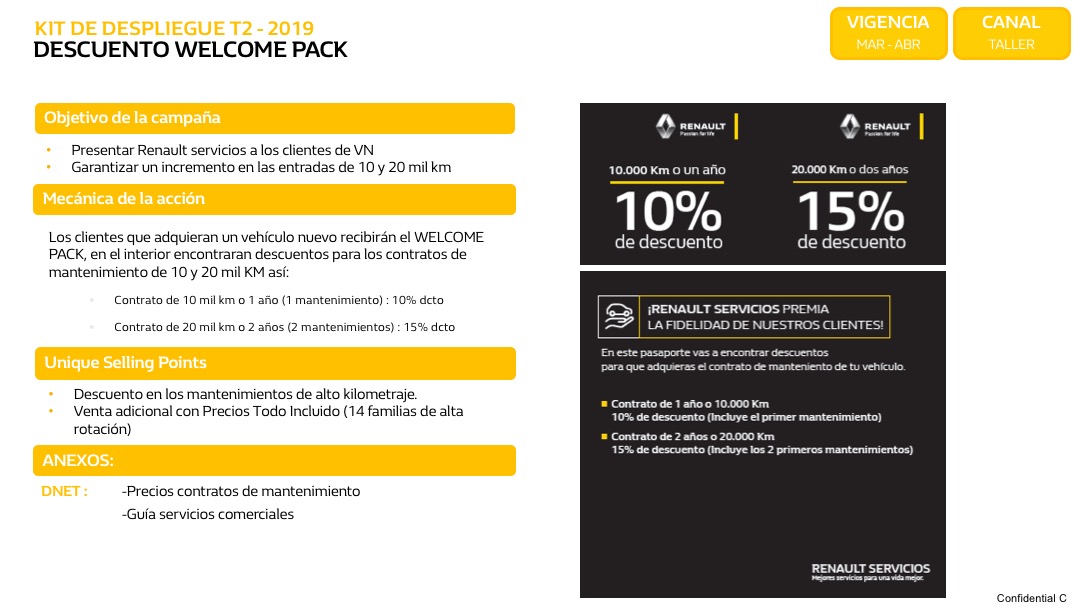 KIT DE DESPLIEGUE T2 - 2019
DESCUENTO WELCOME PACK
VIGENCIA
MAR - ABR
CANAL
TALLER
Objetivo de la campaña
• Presentar Renault servicios a los clientes de VN
• Garantizar un incremento en las entradas de 10 y 20 mil km
Mecánica de la acción
Los clientes que adquieran un vehículo nuevo recibirán el WELCOME
PACK, en el interior encontraran descuentos para los contratos de
mantenimiento de 10 y 20 mil KM así:
• Contrato de 10 mil km o 1 año (1 mantenimiento) : 10% dcto
• Contrato de 20 mil km o 2 años (2 mantenimientos) : 15% dcto
Unique Selling Points
• Descuento en los mantenimientos de alto kilometraje.
• Venta adicional con Precios Todo Incluido (14 familias de alta
rotación)
ANEXOS:
DNET : -Precios contratos de mantenimiento
-Guía servicios comerciales
RENAULT
Passion for life
10.000 Km o un año
10%
de descuento
RENAULT
Passion for life
20.000 Km o dos años
15%
de descuento
¡RENAULT SERVICIOS PREMIA
LA FIDELIDAD DE NUESTROS CLIENTES!
En este pasaporte vas a encontrar descuentos
para que adquieras el contrato de manteniento de tu vehículo.
Contrato de 1 año o 10.000 Km
10% de descuento (Incluye el primer mantenimiento)
Contrato de 2 años o 20.000 Km
15% de descuento (Incluye los 2 primeros mantenimientos)
RENAULT SERVICIOS
Mejores servicios para una vida mejor.
Confidential C